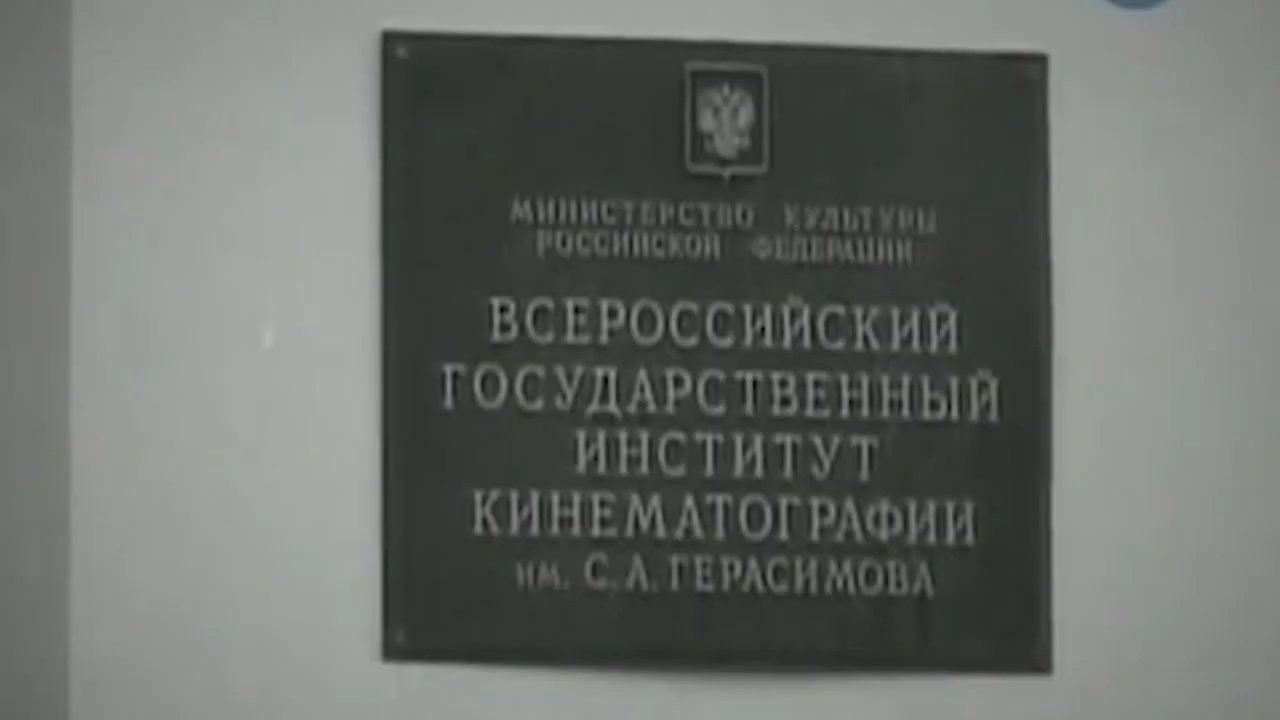 МИНИСТЕРСТВО КУЛЬТУРЫ
РОССИЙСКОЙ ФЕДЕРАЦИИ
ВСЕРОССИЙСКИЙ
ГОСУДАРСТВЕННЫЙ
ИНСТИТУТ
КИНЕМАТОГРАФИИ
ИМ. С.А. ГЕРАСИМОВА